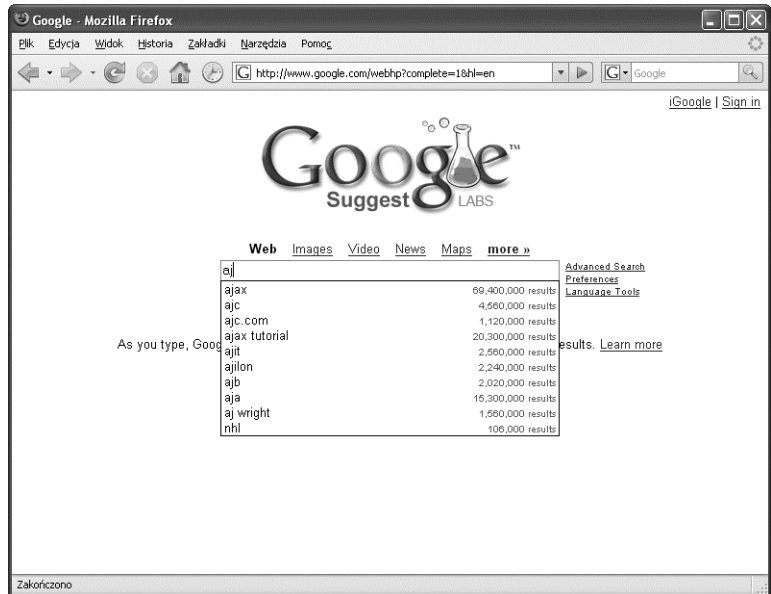 Google - Mozilla Firefox
Plik Edycja Widok Historia Zakładki Narzędzia Pomoc
G http://www.google.com/webhp?complete=1&hl=en G Google
iGoogle | Sign in
Google™
Suggest LABS
Web Images Video News Maps more »
aj
Advanced Search
Preferences
Language Tools
ajax 69,400,000 results
ajc 4,560,000 results
ajc.com 1,120,000 results
ajax tutorial 20,300,000 results
ajit 2,560,000 results
As you type, Goog esults. Learn more
ajilon 2,240,000 results
ajb 2,020,000 results
aja 15,300,000 results
aj wright 1,560,000 results
nhl 106,000 results
Zakończono